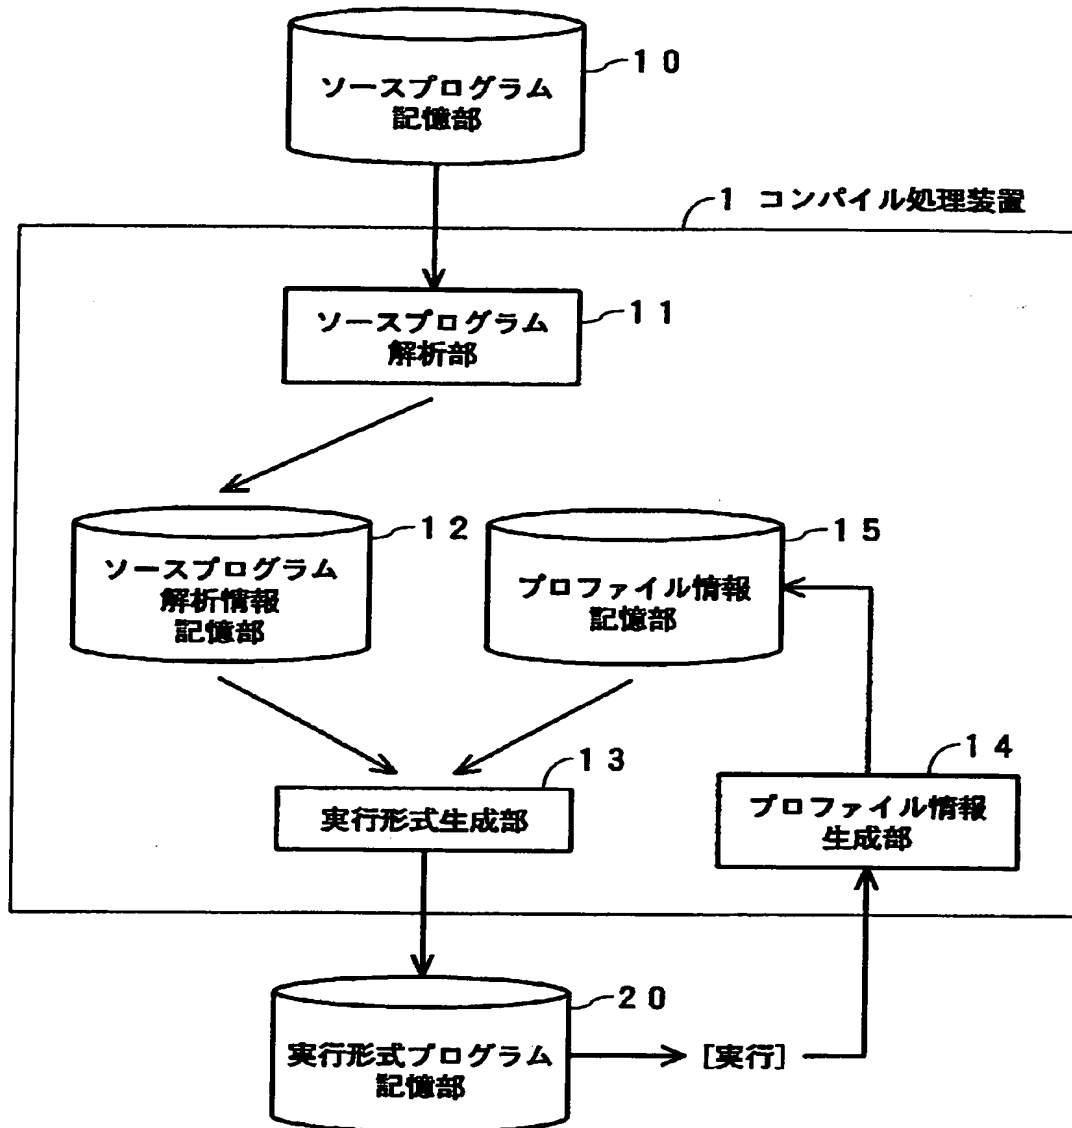 ソースプログラム
記憶部
10
1 コンパイル処理装置
ソースプログラム
解析部
11
ソースプログラム
解析情報
記憶部
12
プロファイル情報
記憶部
15
実行形式生成部
13
プロファイル情報
生成部
14
実行形式プログラム
記憶部
20
[実行]